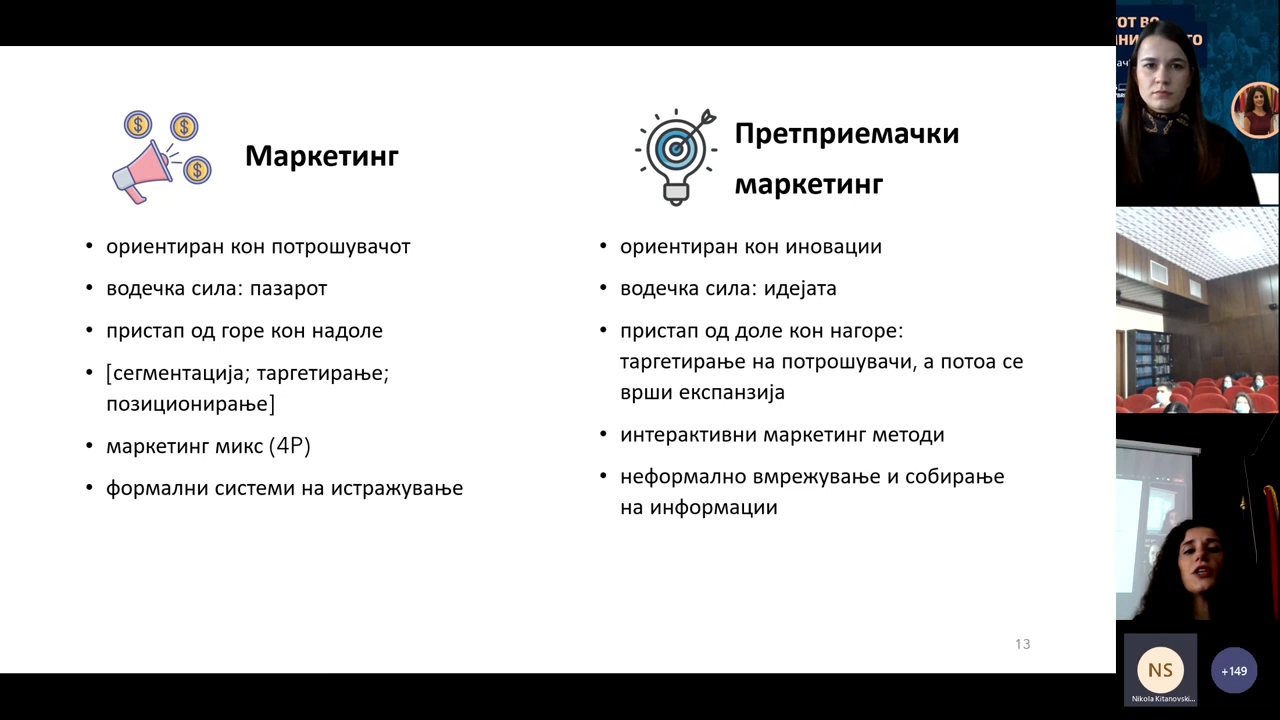 Маркетинг
• ориентиран кон потрошувачот
• водечка сила: пазарот
• пристап од горе кон надоле
• [сегментација; таргетирање;
позиционирање]
• маркетинг микс (4P)
• формални системи на истражување
Претприемачки
маркетинг
• ориентиран кон иновации
• водечка сила: идејата
• пристап од доле кон нагоре:
таргетирање на потрошувачи, а потоа се
врши експанзија
• интерактивни маркетинг методи
• неформално вмрежување и собирање
на информации
13
NS
Nikola Kitanovski...
+149